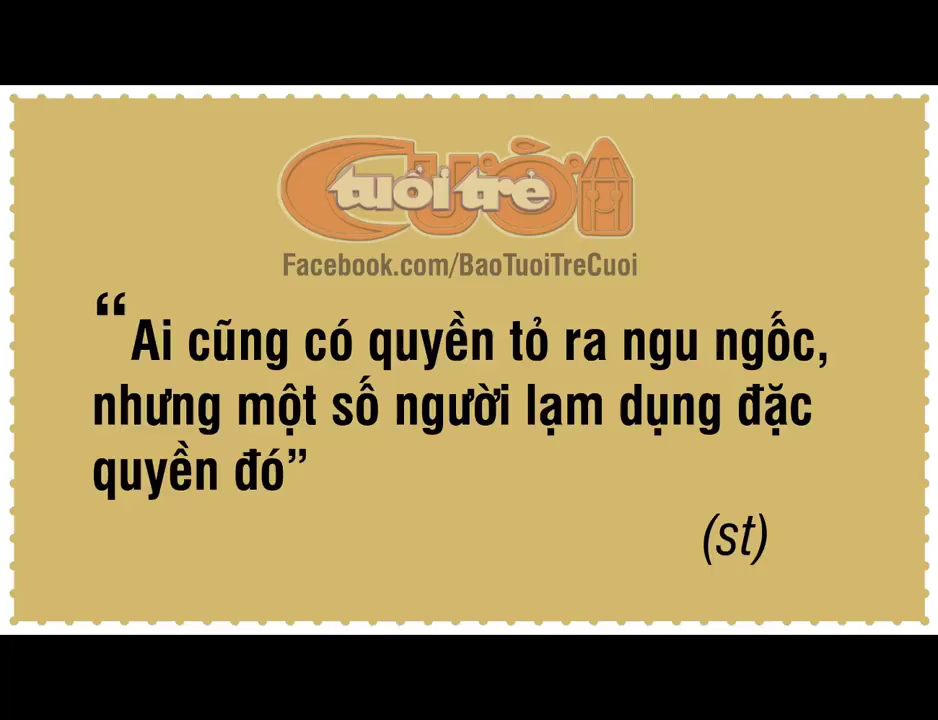 tuổi trẻ CƯỜI
Facebook.com/BaoTuoiTreCuoi
“Ai cũng có quyền tỏ ra ngu ngốc,
nhưng một số người lạm dụng đặc
quyền đó”
(st)